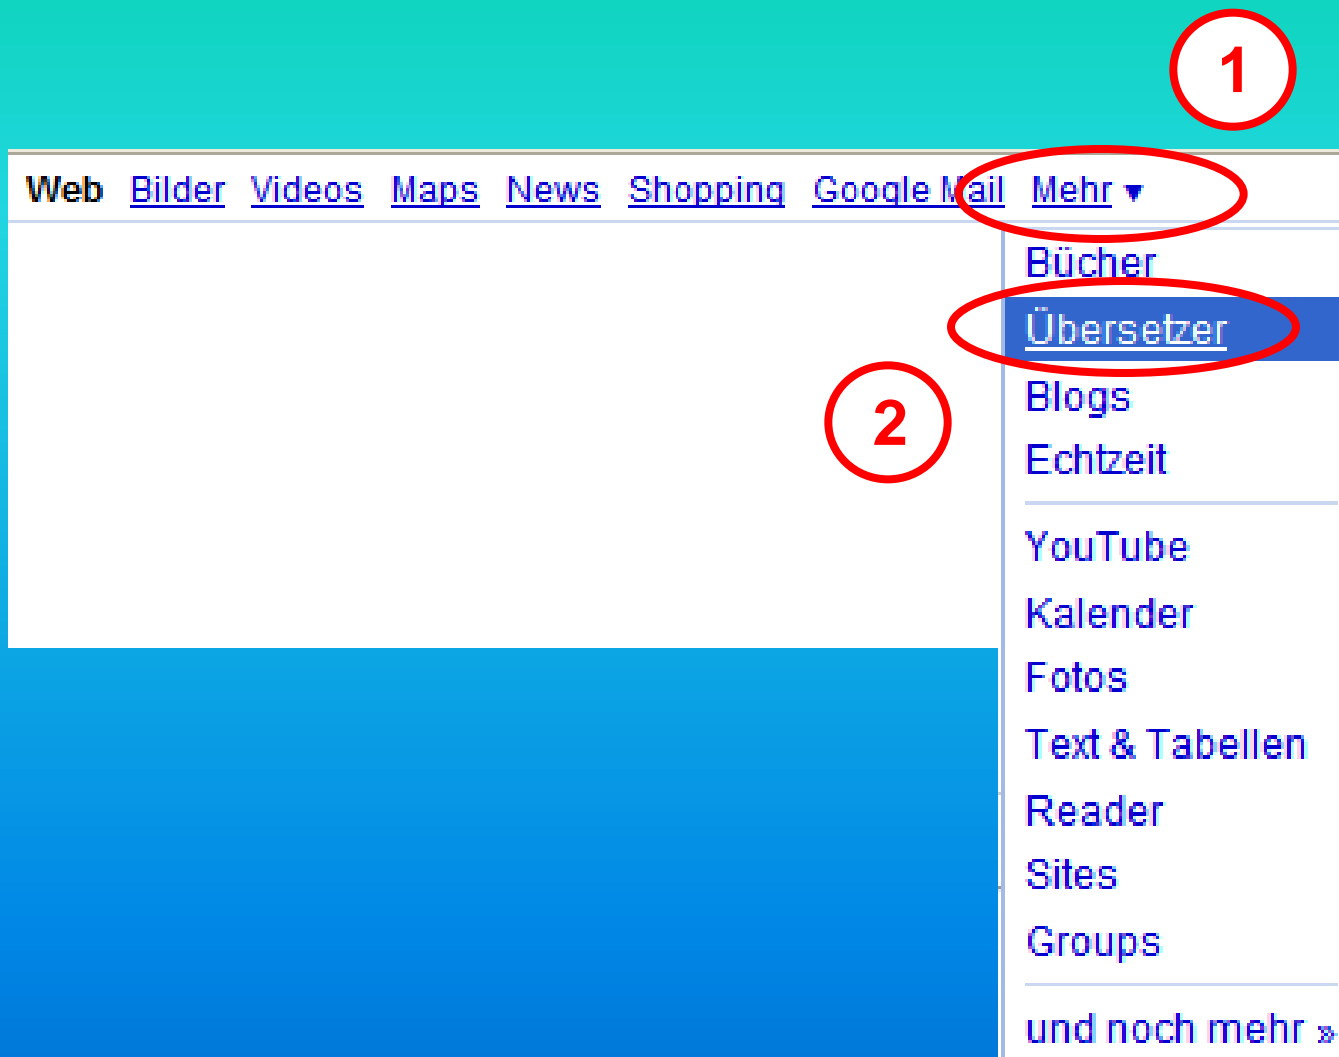 1
Web Bilder Videos Maps News Shopping Google Mail Mehr ▼
Bücher
Übersetzer
2
Blogs
Echtzeit
YouTube
Kalender
Fotos
Text & Tabellen
Reader
Sites
Groups
und noch mehr »